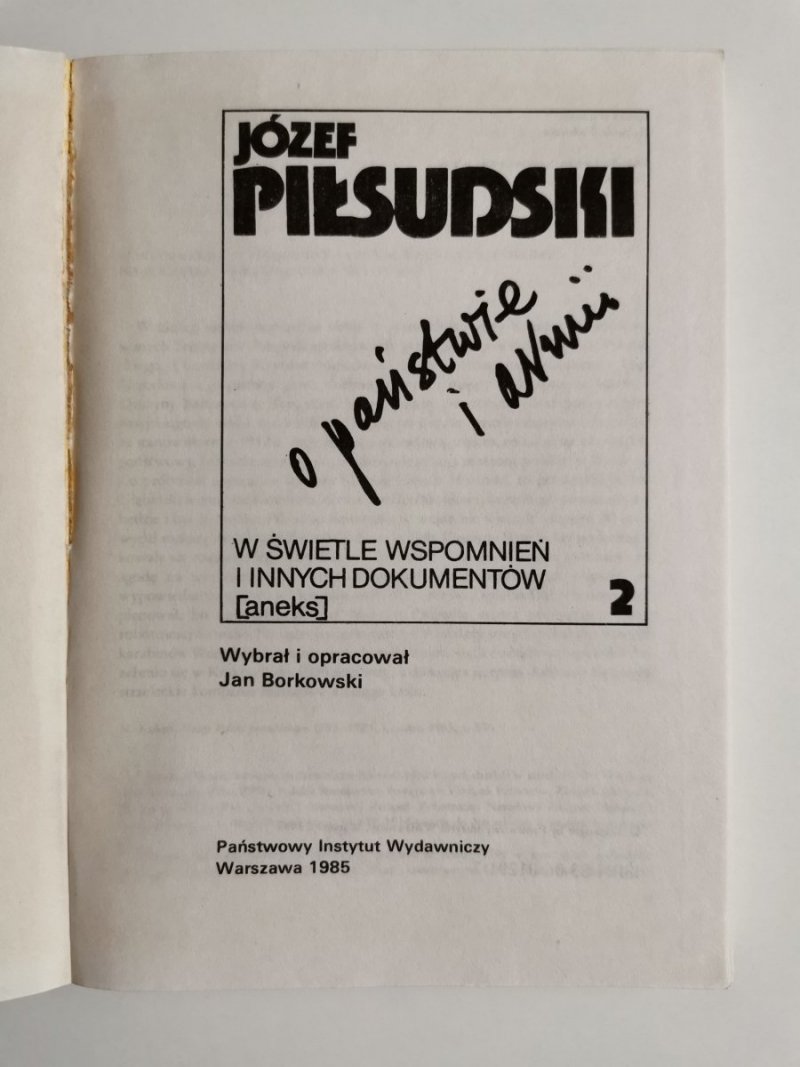 JÓZEF
PIŁSUDSKI
o państwie
i armii
W ŚWIETLE WSPOMNIEŃ
I INNYCH DOKUMENTÓW
[aneks]
2
Wybrał i opracował
Jan Borkowski
Państwowy Instytut Wydawniczy
Warszawa 1985